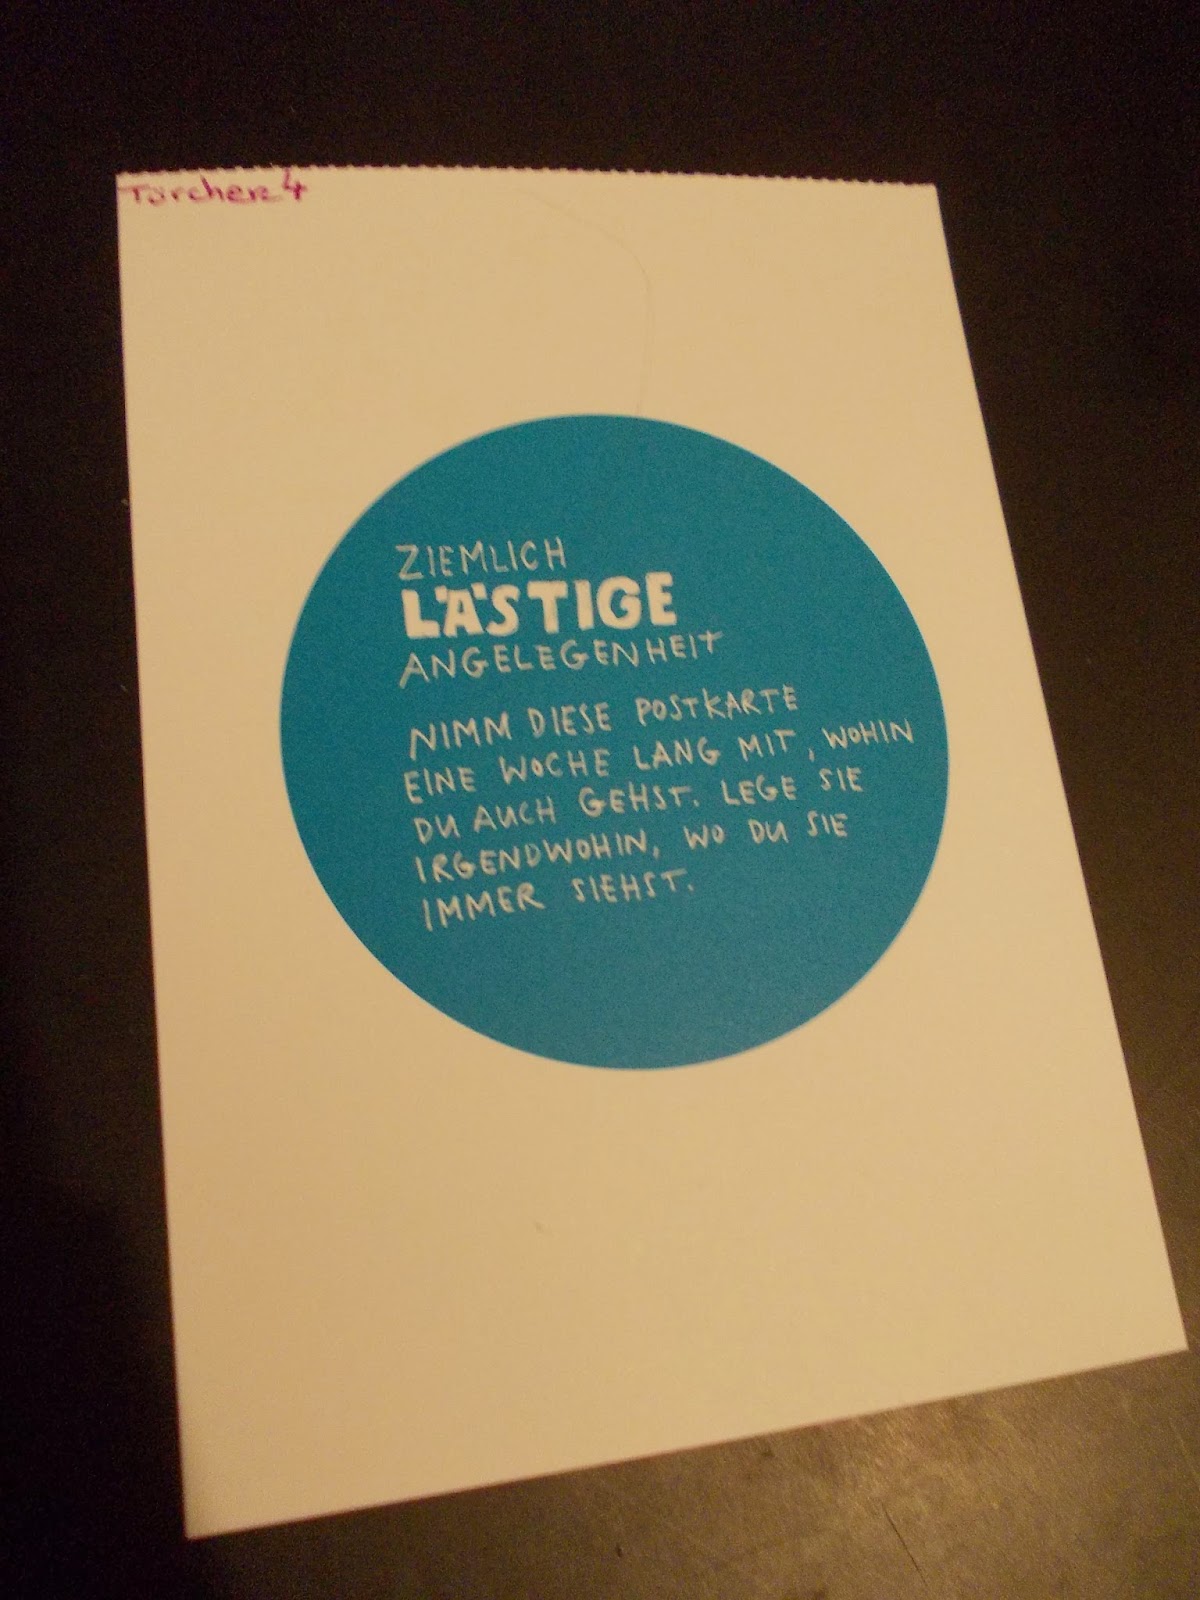 Türchen 4
ZIEMLICH
LÄSTIGE
ANGELEGENHEIT
NIMM DIESE POSTKARTE
EINE WOCHE LANG MIT, WOHIN
DU AUCH GEHST. LEGE SIE
IRGENDWOHIN, WO DU SIE
IMMER SIEHST.